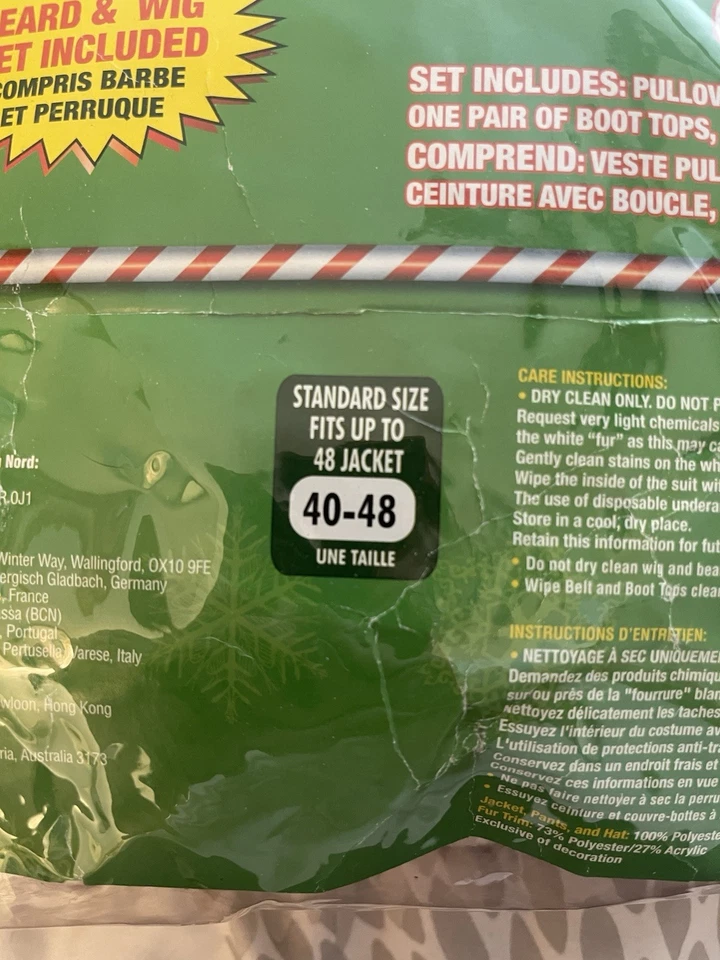 EARD & WIG
ET INCLUDED
COMPRIS BARBE
ET PERRUQUE
SET INCLUDES: PULLOV
ONE PAIR OF BOOT TOPS,
COMPREND: VESTE PUL
CEINTURE AVEC BOUCLE,
STANDARD SIZE
FITS UP TO
48 JACKET
40-48
UNE TAILLE
Nord:
R0J1
Winter Way, Wallingford, OX10 9FE
ergisch Gladbach, Germany
, France
ssa (BCN)
, Portugal
Pertusella, Varese, Italy
wloon, Hong Kong
ria, Australia 3173
CARE INSTRUCTIONS:
• DRY CLEAN ONLY. DO NOT P
Request very light chemicals
the white "fur" as this may ca
Gently clean stains on the wh
Wipe the inside of the suit wit
The use of disposable undera
Store in a cool, dry place.
Retain this information for fut
• Do not dry clean wig and bea
• Wipe Belt and Boot Tops clea
INSTRUCTIONS D'ENTRETIEN:
• NETTOYAGE À SEC UNIQUEME
Demandez des produits chimiqu
sur ou près de la "fourrure" blan
Nettoyez délicatement les taches
Essuyez l'intérieur du costume av
L'utilisation de protections anti-tra
Conservez dans un endroit frais et
Conservez ces informations en vue
• Ne pas faire nettoyer à sec la perru
• Essuyez ceinture et couvre-bottes à
Jacket, Pants, and Hat: 100% Polyeste
Fur Trim: 73% Polyester/27% Acrylic
Exclusive of decoration